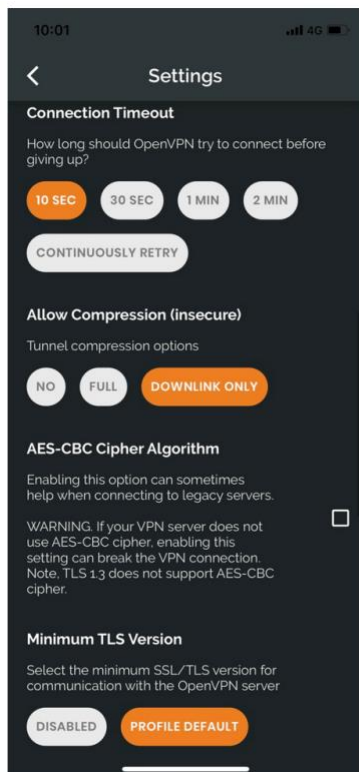 10:01
4G
Settings
Connection Timeout
How long should OpenVPN try to connect before
giving up?
10 SEC
30 SEC
1 MIN
2 MIN
CONTINUOUSLY RETRY
Allow Compression (insecure)
Tunnel compression options
NO
FULL
DOWNLINK ONLY
AES-CBC Cipher Algorithm
Enabling this option can sometimes
help when connecting to legacy servers.
WARNING. If your VPN server does not
use AES-CBC cipher, enabling this
setting can break the VPN connection.
Note, TLS 1.3 does not support AES-CBC
cipher.
Minimum TLS Version
Select the minimum SSL/TLS version for
communication with the OpenVPN server
DISABLED
PROFILE DEFAULT